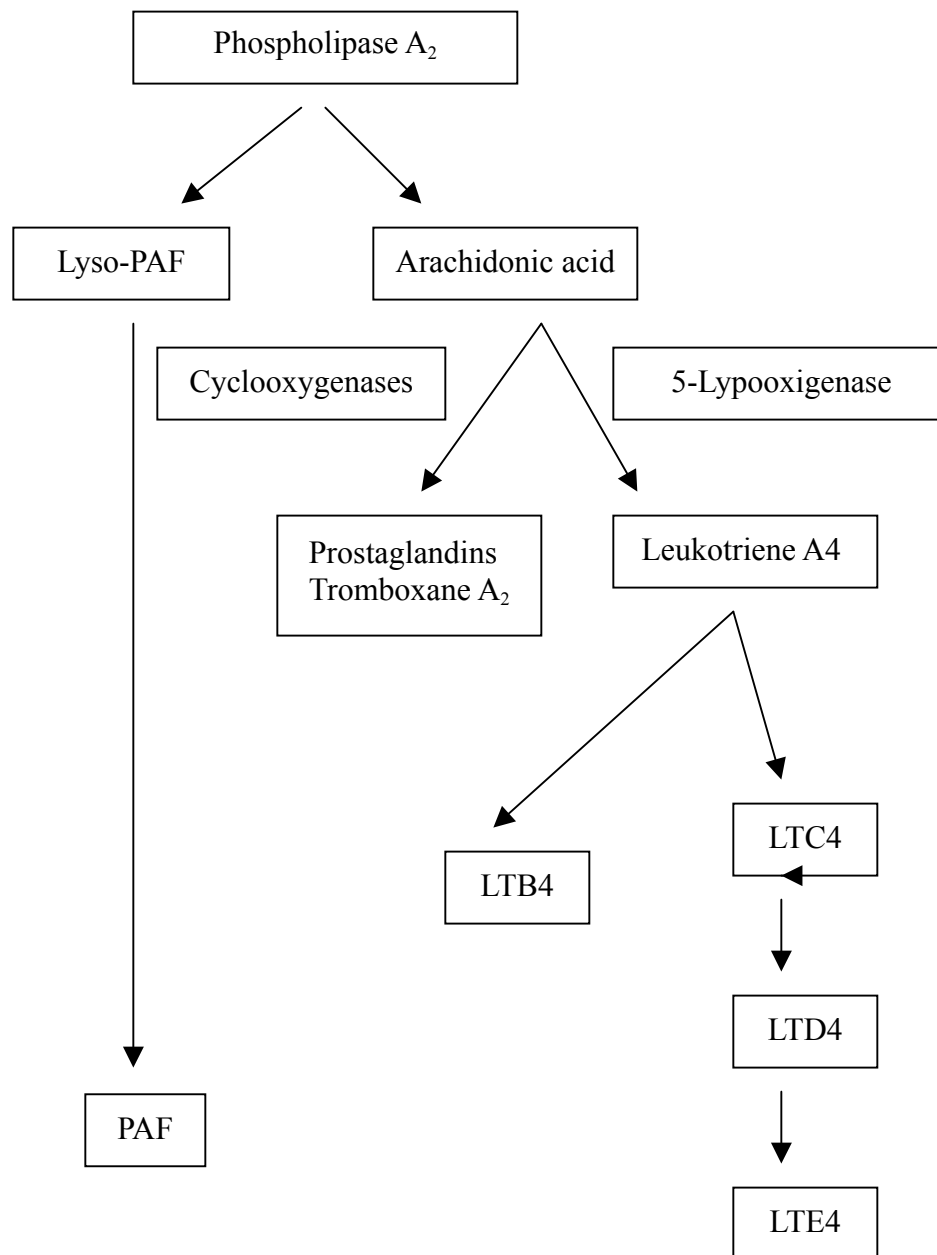 Phospholipase A₂
Lyso-PAF
Arachidonic acid
Cyclooxygenases
5-Lypooxigenase
Prostaglandins
Tromboxane A₂
Leukotriene A4
LTC4
LTB4
LTD4
PAF
LTE4